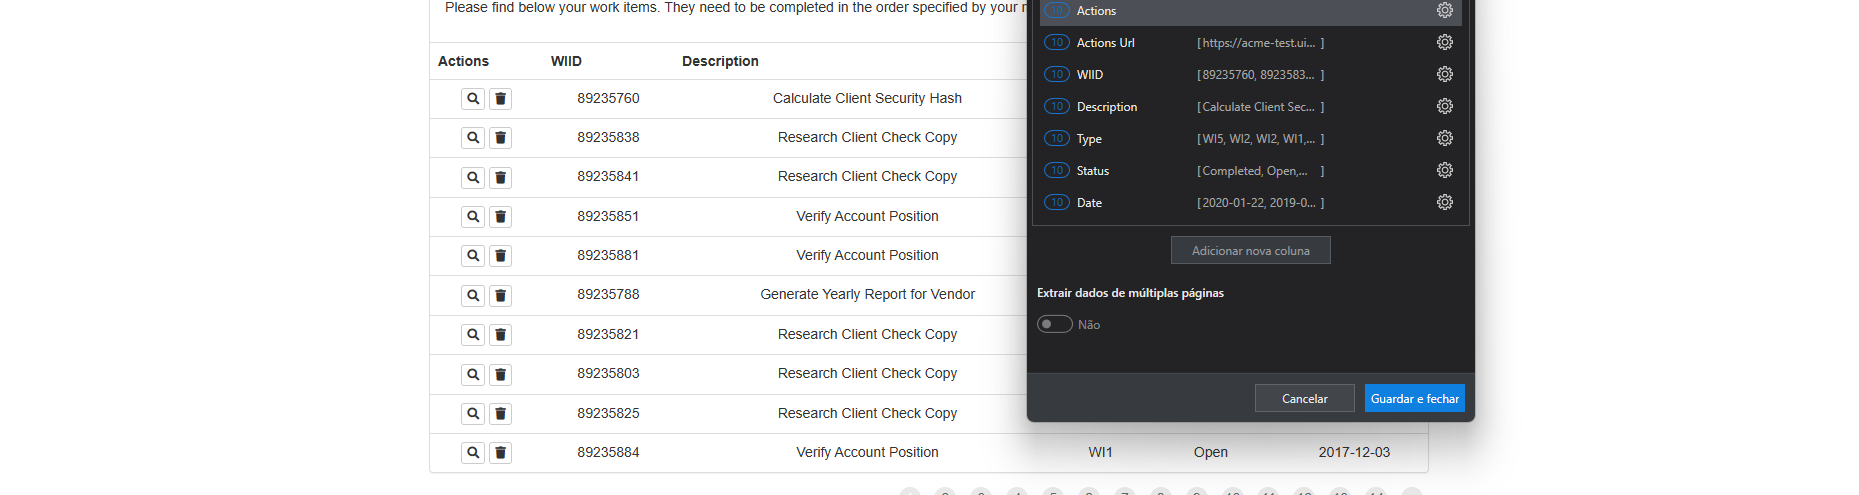 Please find below your work items. They need to be completed in the order specified by your
Actions WIID Description
89235760 Calculate Client Security Hash
89235838 Research Client Check Copy
89235841 Research Client Check Copy
89235851 Verify Account Position
89235881 Verify Account Position
89235788 Generate Yearly Report for Vendor
89235821 Research Client Check Copy
89235803 Research Client Check Copy
89235825 Research Client Check Copy
89235884 Verify Account Position WI1 Open 2017-12-03
10 Actions
10 Actions Url [ https://acme-test.ui... ]
10 WIID [ 89235760, 8923583... ]
10 Description [ Calculate Client Sec... ]
10 Type [ WI5, WI2, WI2, WI1,... ]
10 Status [ Completed, Open,... ]
10 Date [ 2020-01-22, 2019-0... ]
Adicionar nova coluna
Extrair dados de múltiplas páginas
Não
Cancelar Guardar e fechar